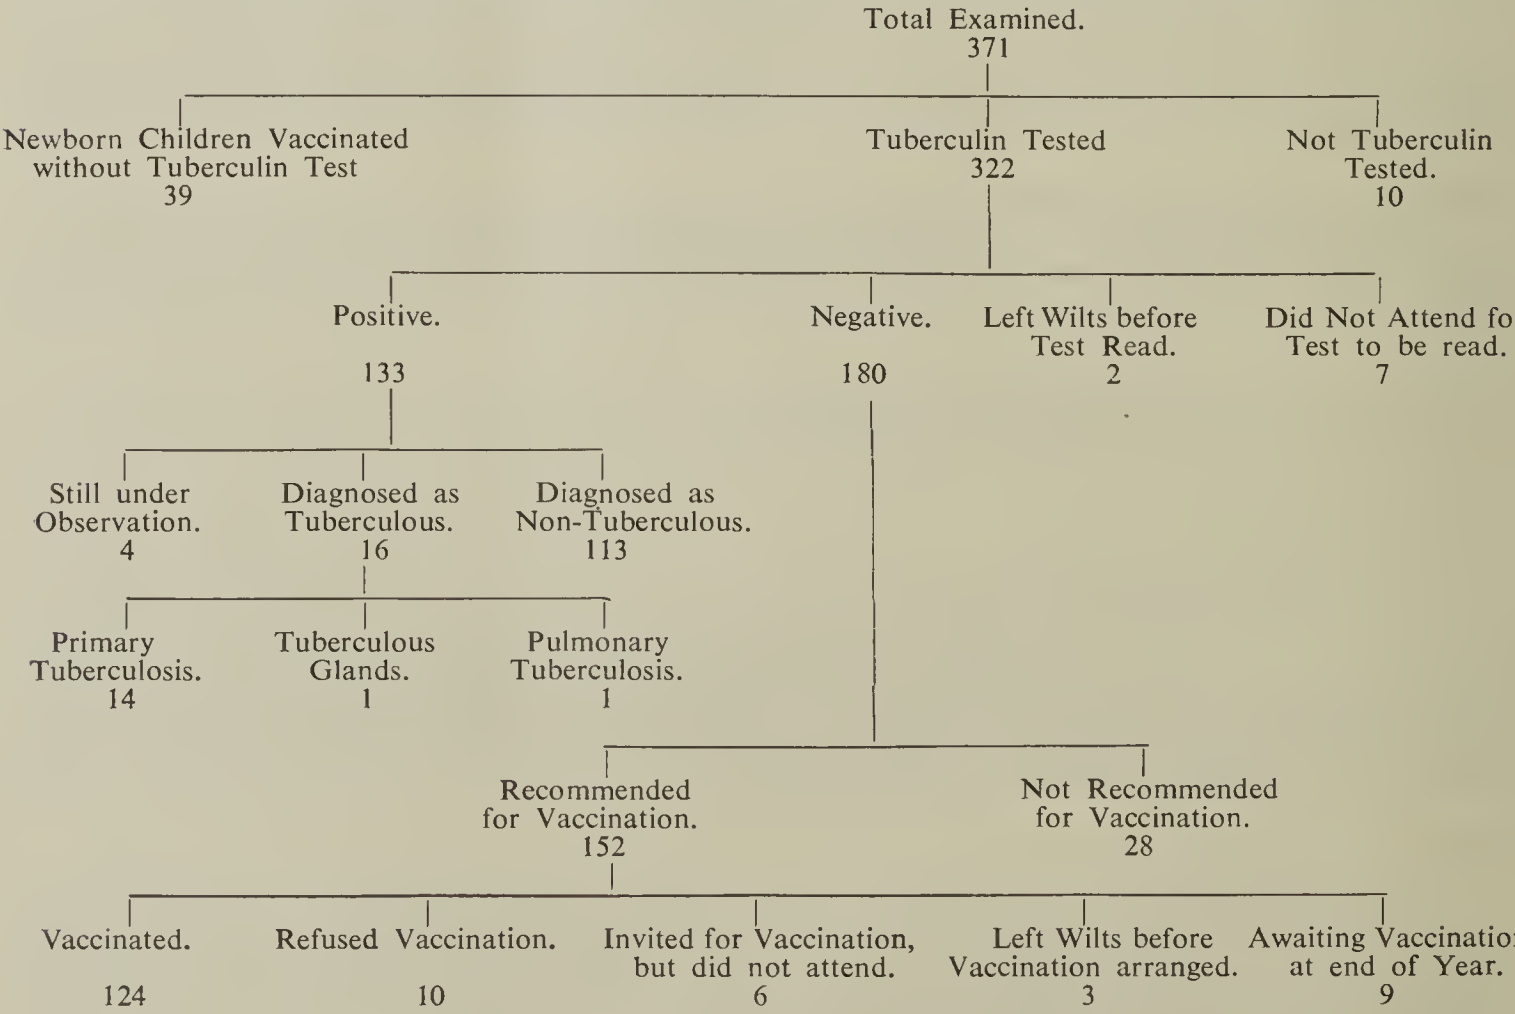 Total Examined.
371
Newborn Children Vaccinated
without Tuberculin Test
39
Tuberculin Tested
322
Not Tuberculin
Tested.
10
Positive.
133
Negative.
180
Left Wilts before
Test Read.
2
Did Not Attend fo
Test to be read.
7
Still under
Observation.
4
Diagnosed as
Tuberculous.
16
Diagnosed as
Non-Tuberculous.
113
Primary
Tuberculosis.
14
Tuberculous
Glands.
1
Pulmonary
Tuberculosis.
1
Recommended
for Vaccination.
152
Not Recommended
for Vaccination.
28
Vaccinated.
124
Refused Vaccination.
10
Invited for Vaccination,
but did not attend.
6
Left Wilts before
Vaccination arranged.
3
Awaiting Vaccinatio
at end of Year.
9